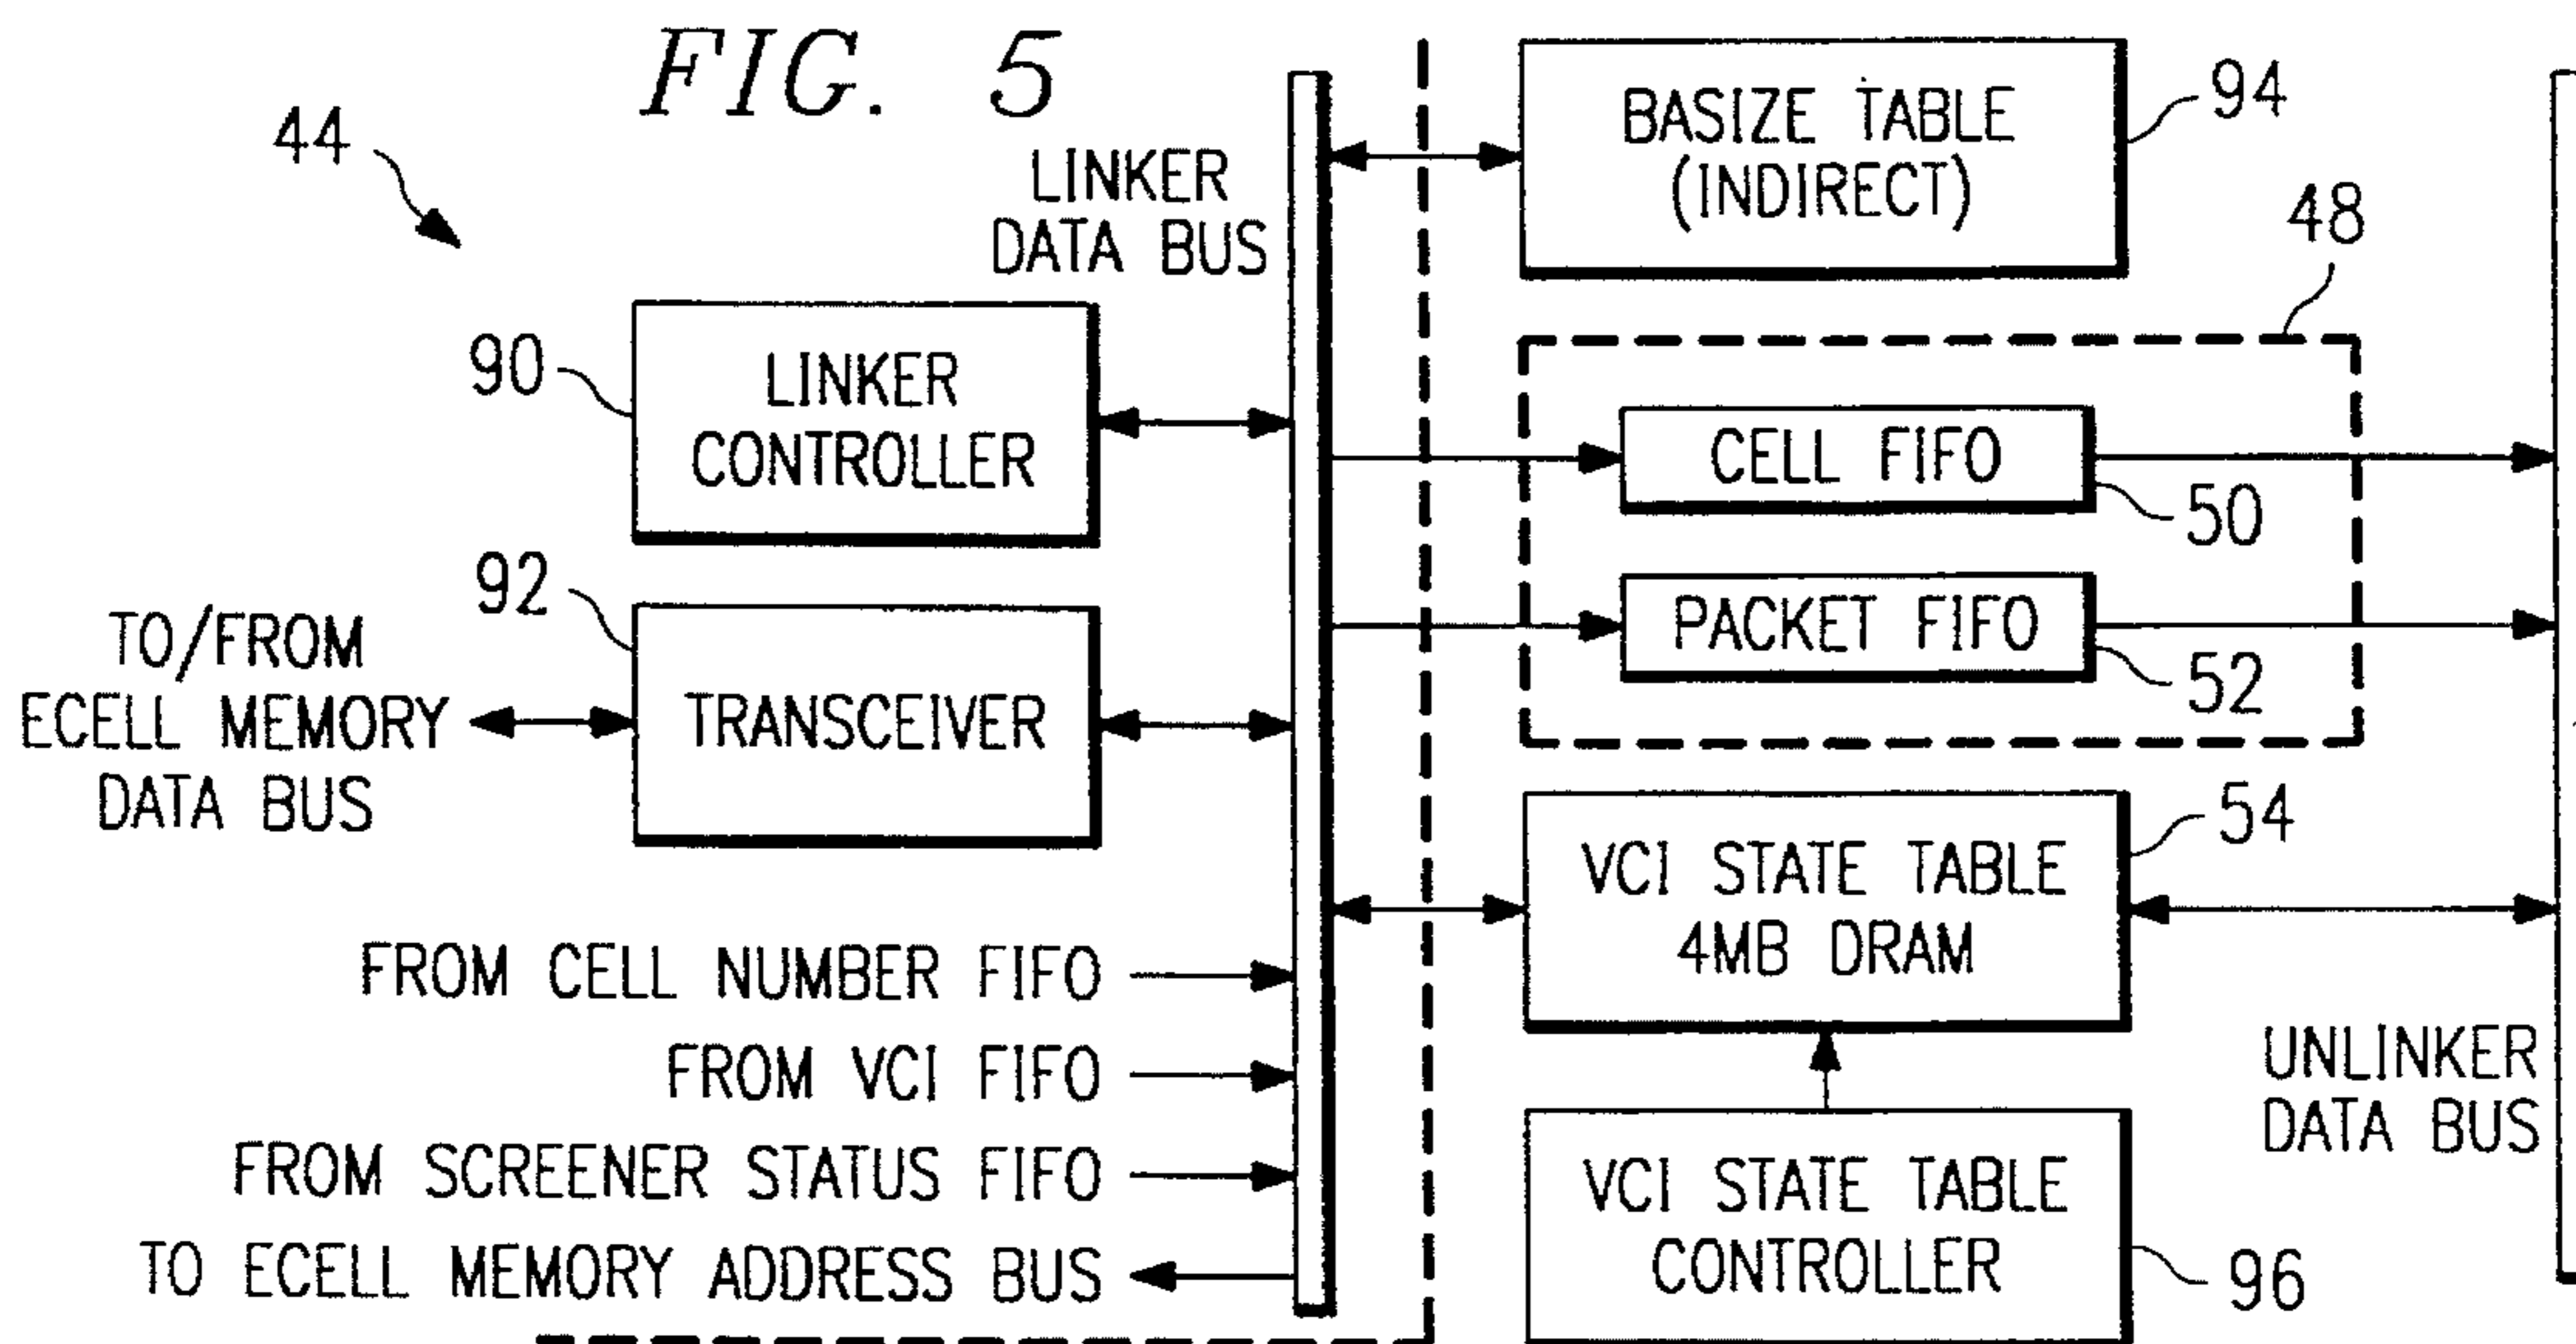 FIG. 5
44
LINKER
DATA BUS
BASIZE TABLE
(INDIRECT)
94
48
90
LINKER
CONTROLLER
CELL FIFO
50
92
TO/FROM
ECELL MEMORY
DATA BUS
TRANSCEIVER
PACKET FIFO
52
VCI STATE TABLE
4MB DRAM
54
FROM CELL NUMBER FIFO
FROM VCI FIFO
FROM SCREENER STATUS FIFO
TO ECELL MEMORY ADDRESS BUS
UNLINKER
DATA BUS
VCI STATE TABLE
CONTROLLER
96